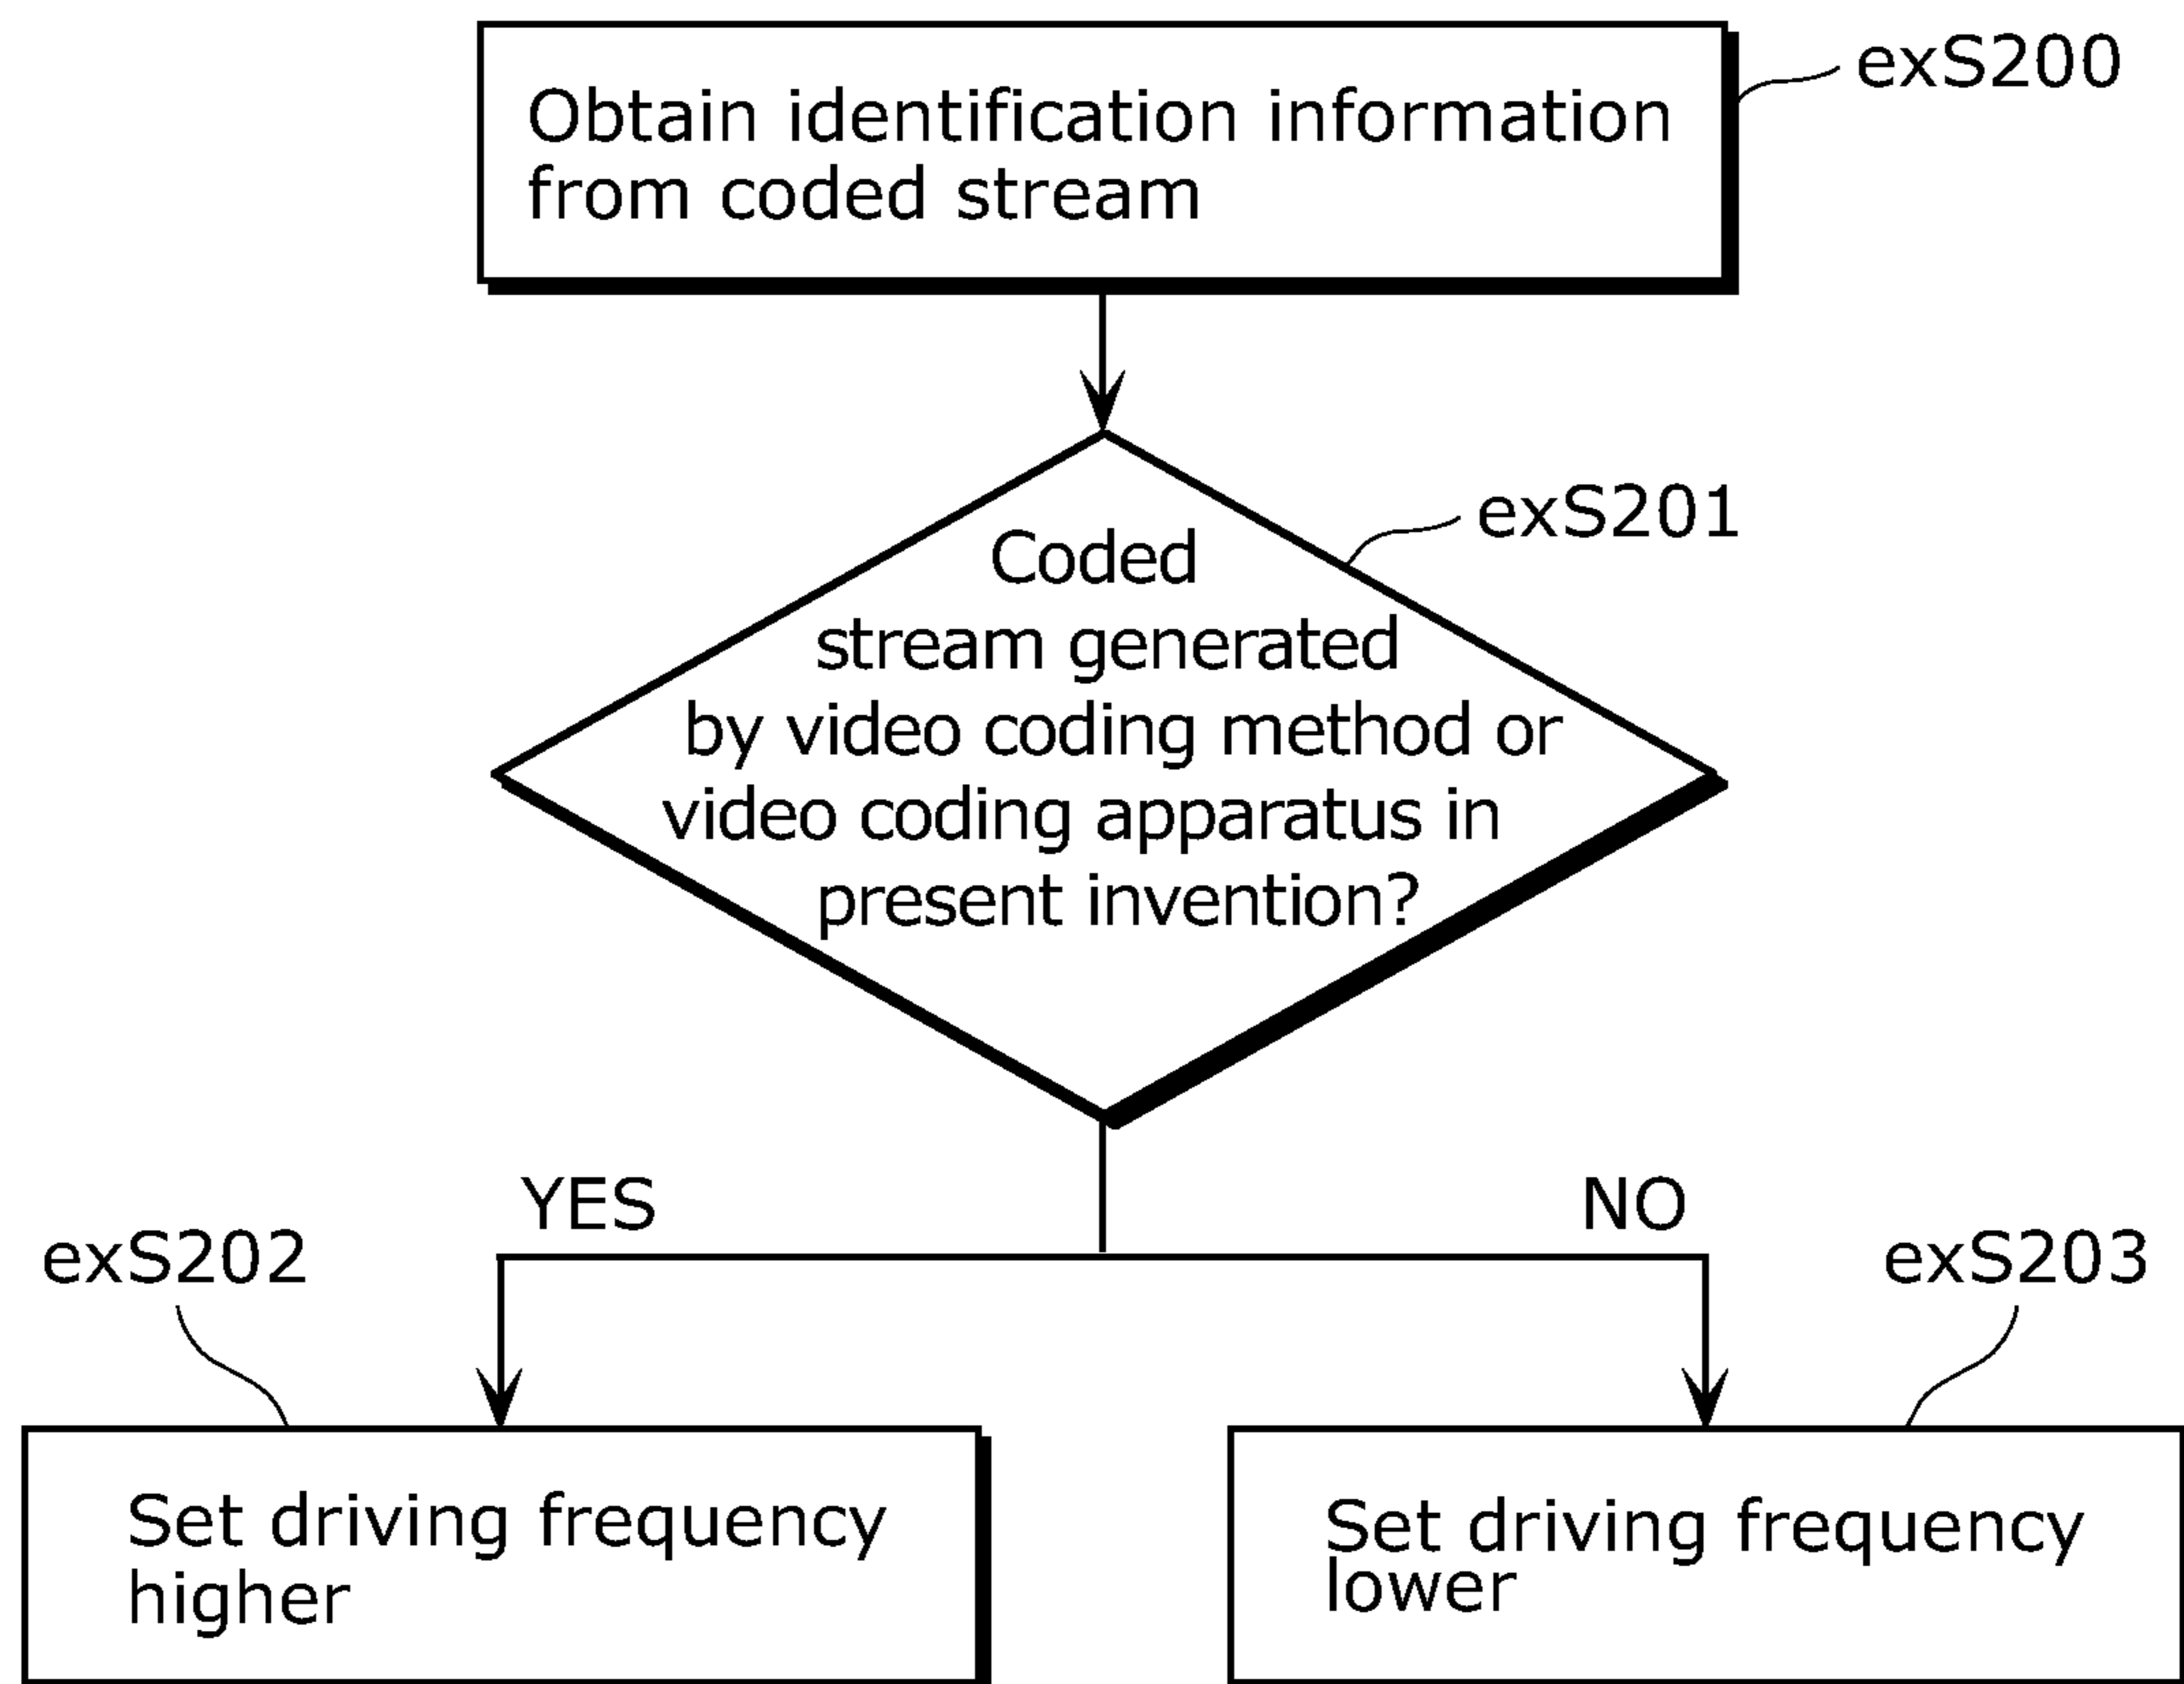 exS200
Obtain identification information
from coded stream
exS201
Coded
stream generated
by video coding method or
video coding apparatus in
present invention?
YES
NO
exS202
exS203
Set driving frequency
higher
Set driving frequency
lower